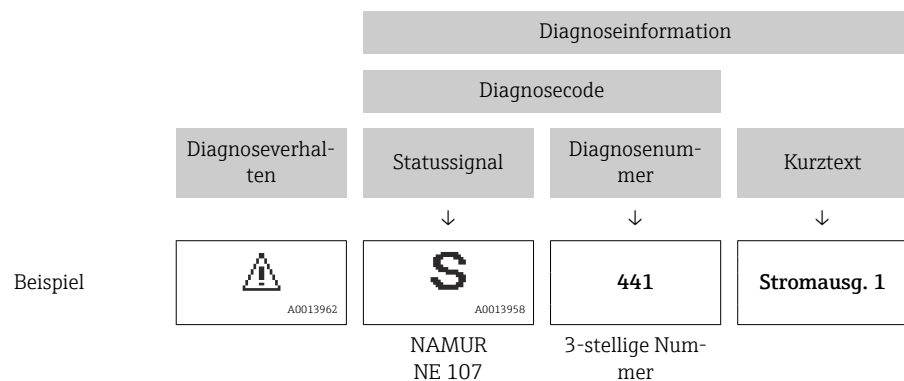 Diagnoseinformation
Diagnosecode
Diagnoseverhal-
ten
Statussignal
Diagnosenum-
mer
Kurztext
↓ ↓ ↓
Beispiel
A0013962
S
A0013958
441
Stromausg. 1
NAMUR
NE 107
3-stellige Num-
mer